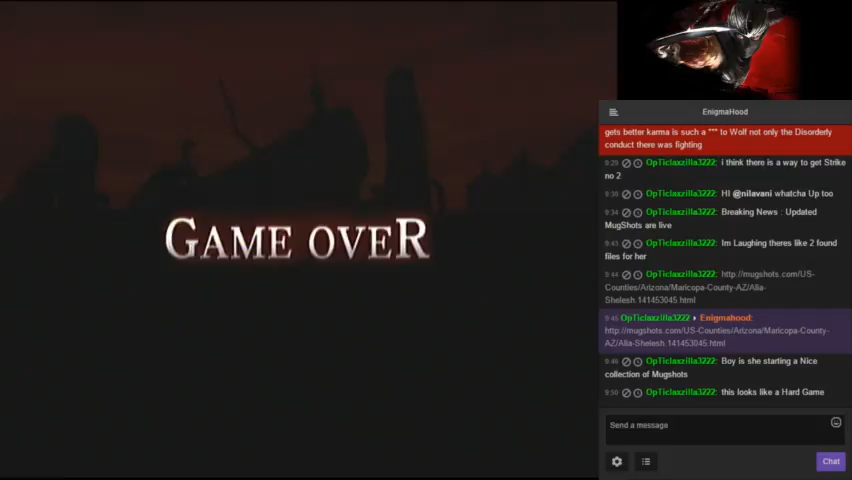 GAME OVER
EnigmaHood
gets better karma is such a *** to Wolf not only the Disorderly
conduct there was fighting
9:29 OpTiclaxzilla3222: i think there is a way to get Strike
no 2
9:30 OpTiclaxzilla3222: HI @nilavani whatcha Up too
9:34 OpTiclaxzilla3222: Breaking News : Updated
MugShots are live
9:43 OpTiclaxzilla3222: Im Laughing theres like 2 found
files for her
9:44 OpTiclaxzilla3222: http://mugshots.com/US-
Counties/Arizona/Maricopa-County-AZ/Alia-
Shelesh.141453045.html
9:45 OpTiclaxzilla3222 Enigmahood:
http://mugshots.com/US-Counties/Arizona/Maricopa-County-
AZ/Alia-Shelesh.141453045.html
9:46 OpTiclaxzilla3222: Boy is she starting a Nice
collection of Mugshots
9:50 OpTiclaxzilla3222: this looks like a Hard Game
Send a message
Chat